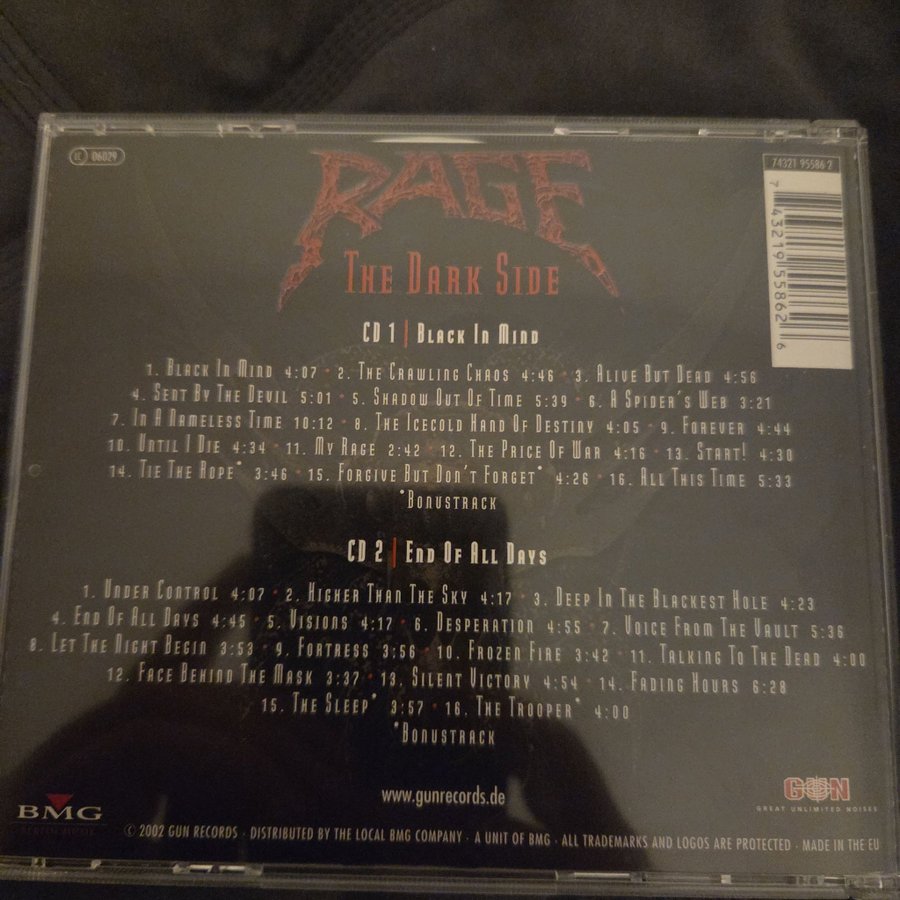 LC 06029
RAGE
74321 95586 2
THE DARK SIDE
7 43219 55862 6
CD 1 | BLACK IN MIND
1. BLACK IN MIND 4:07 · 2. THE CRAWLING CHAOS 4:46 · 3. ALIVE BUT DEAD 4:56
4. SENT BY THE DEVIL 5:01 · 5. SHADOW OUT OF TIME 5:39 · 6. A SPIDER'S WEB 3:21
7. IN A NAMELESS TIME 10:12 · 8. THE ICECOLD HAND OF DESTINY 4:05 · 9. FOREVER 4:44
10. UNTIL I DIE 4:34 · 11. MY RAGE 2:42 · 12. THE PRICE OF WAR 4:16 · 13. START! 4:30
14. TIE THE ROPE* 3:46 · 15. FORGIVE BUT DON'T FORGET* 4:26 · 16. ALL THIS TIME 5:33
*BONUSTRACK
CD 2 | END OF ALL DAYS
1. UNDER CONTROL 4:07 · 2. HIGHER THAN THE SKY 4:17 · 3. DEEP IN THE BLACKEST HOLE 4:23
4. END OF ALL DAYS 4:45 · 5. VISIONS 4:17 · 6. DESPERATION 4:55 · 7. VOICE FROM THE VAULT 5:36
8. LET THE NIGHT BEGIN 3:53 · 9. FORTRESS 3:56 · 10. FROZEN FIRE 3:42 · 11. TALKING TO THE DEAD 4:00
12. FACE BEHIND THE MASK 3:37 · 13. SILENT VICTORY 4:54 · 14. FADING HOURS 6:28
15. THE SLEEP* 3:57 · 16. THE TROOPER* 4:00
*BONUSTRACK
www.gunrecords.de
GUN
GREAT UNLIMITED NOISES
BMG
© 2002 GUN RECORDS · DISTRIBUTED BY THE LOCAL BMG COMPANY · A UNIT OF BMG · ALL TRADEMARKS AND LOGOS ARE PROTECTED · MADE IN THE EU